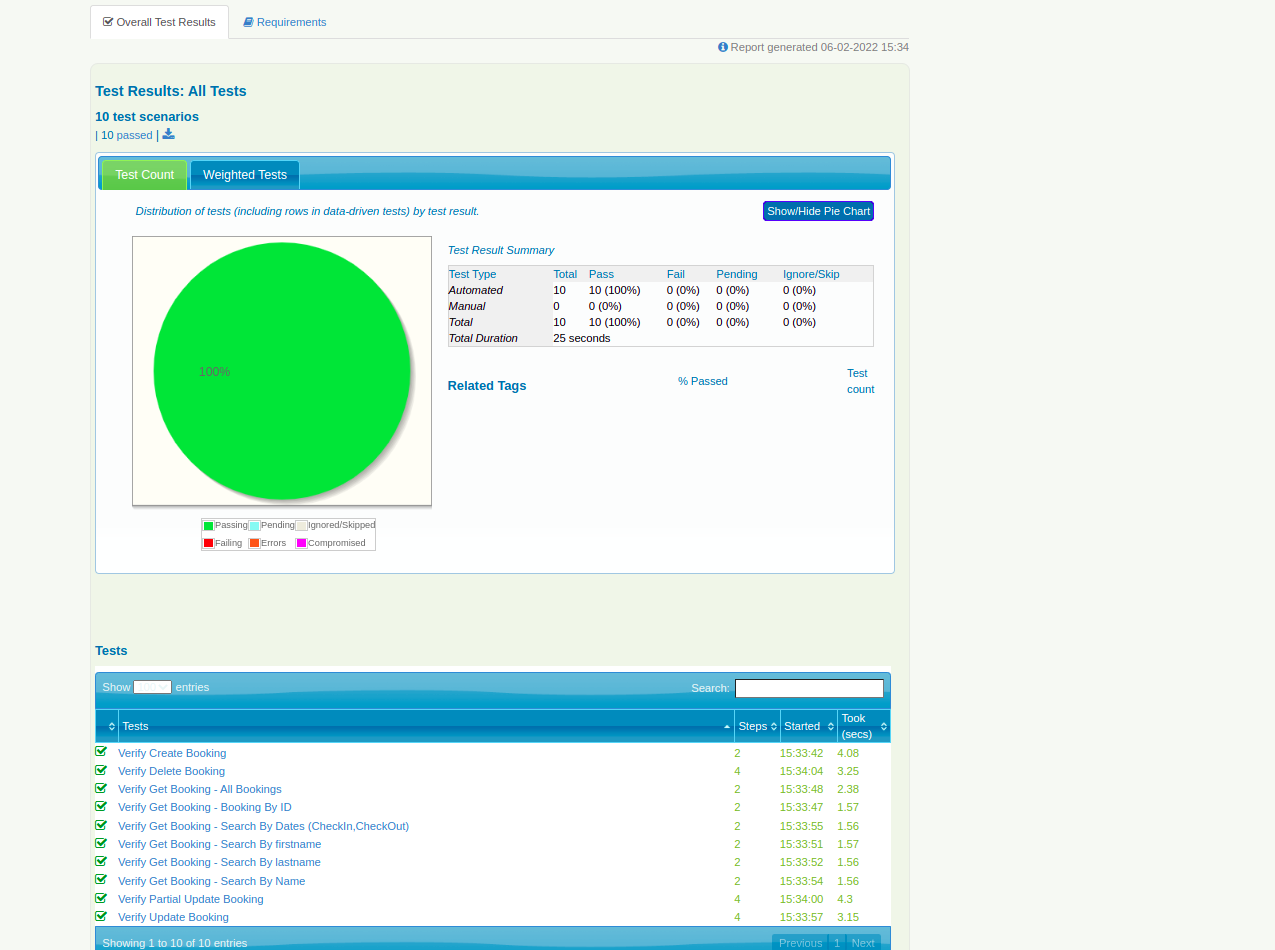 Overall Test Results Requirements
Report generated 06-02-2022 15:34
Test Results: All Tests
10 test scenarios
| 10 passed |
Test Count Weighted Tests
Distribution of tests (including rows in data-driven tests) by test result. Show/Hide Pie Chart
Test Result Summary
Test Type Total Pass Fail Pending Ignore/Skip
Automated 10 10 (100%) 0 (0%) 0 (0%) 0 (0%)
Manual 0 0 (0%) 0 (0%) 0 (0%) 0 (0%)
Total 10 10 (100%) 0 (0%) 0 (0%) 0 (0%)
Total Duration 25 seconds
100%
Related Tags % Passed Test count
Passing Pending Ignored/Skipped
Failing Errors Compromised
Tests
Show entries Search:
Tests Steps Started Took (secs)
Verify Create Booking 2 15:33:42 4.08
Verify Delete Booking 4 15:34:04 3.25
Verify Get Booking - All Bookings 2 15:33:48 2.38
Verify Get Booking - Booking By ID 2 15:33:47 1.57
Verify Get Booking - Search By Dates (CheckIn,CheckOut) 2 15:33:55 1.56
Verify Get Booking - Search By firstname 2 15:33:51 1.57
Verify Get Booking - Search By lastname 2 15:33:52 1.56
Verify Get Booking - Search By Name 2 15:33:54 1.56
Verify Partial Update Booking 4 15:34:00 4.3
Verify Update Booking 4 15:33:57 3.15
Showing 1 to 10 of 10 entries Previous 1 Next